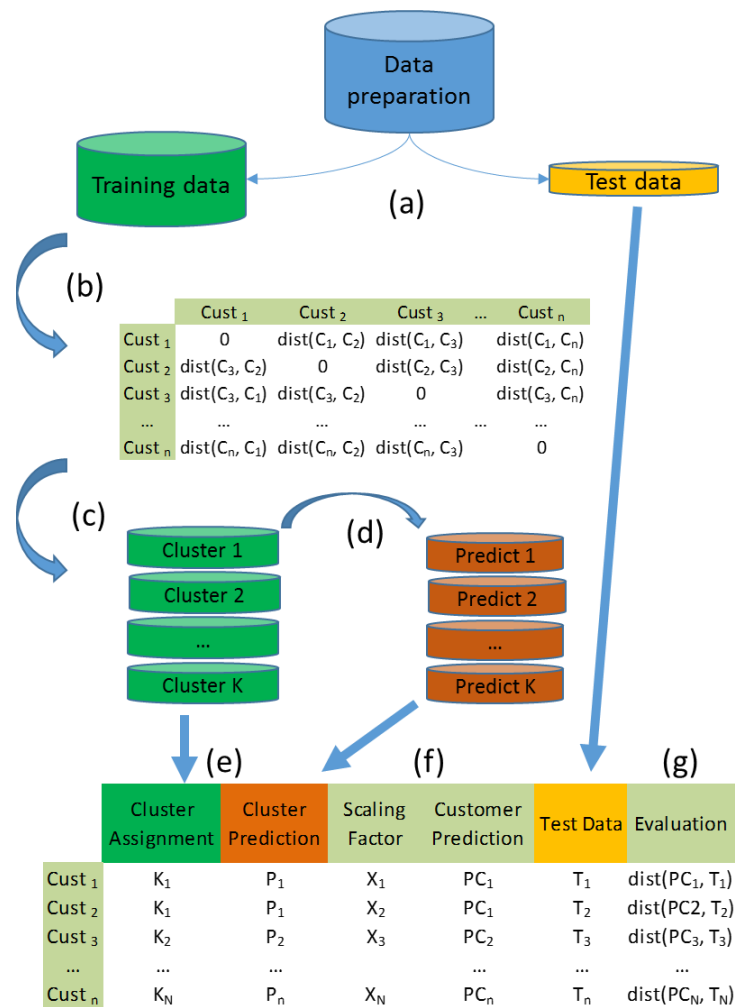 Data
preparation
Training data
Test data
(a)
(b)
Cust 1 Cust 2 Cust 3 ... Cust n
Cust 1 0 dist(C1, C2) dist(C1, C3) dist(C1, Cn)
Cust 2 dist(C3, C2) 0 dist(C2, C3) dist(C2, Cn)
Cust 3 dist(C3, C1) dist(C3, C2) 0 dist(C3, Cn)
... ... ... ... ... ...
Cust n dist(Cn, C1) dist(Cn, C2) dist(Cn, C3) 0
(c)
(d)
Cluster 1
Cluster 2
...
Cluster K
Predict 1
Predict 2
...
Predict K
(e)
(f)
(g)
Cluster Assignment Cluster Prediction Scaling Factor Customer Prediction Test Data Evaluation
Cust 1 K1 P1 X1 PC1 T1 dist(PC1, T1)
Cust 2 K1 P1 X2 PC1 T2 dist(PC2, T2)
Cust 3 K2 P2 X3 PC2 T3 dist(PC3, T3)
... ... ... ... ... ... ...
Cust n KN Pn XN PCn Tn dist(PCN, TN)